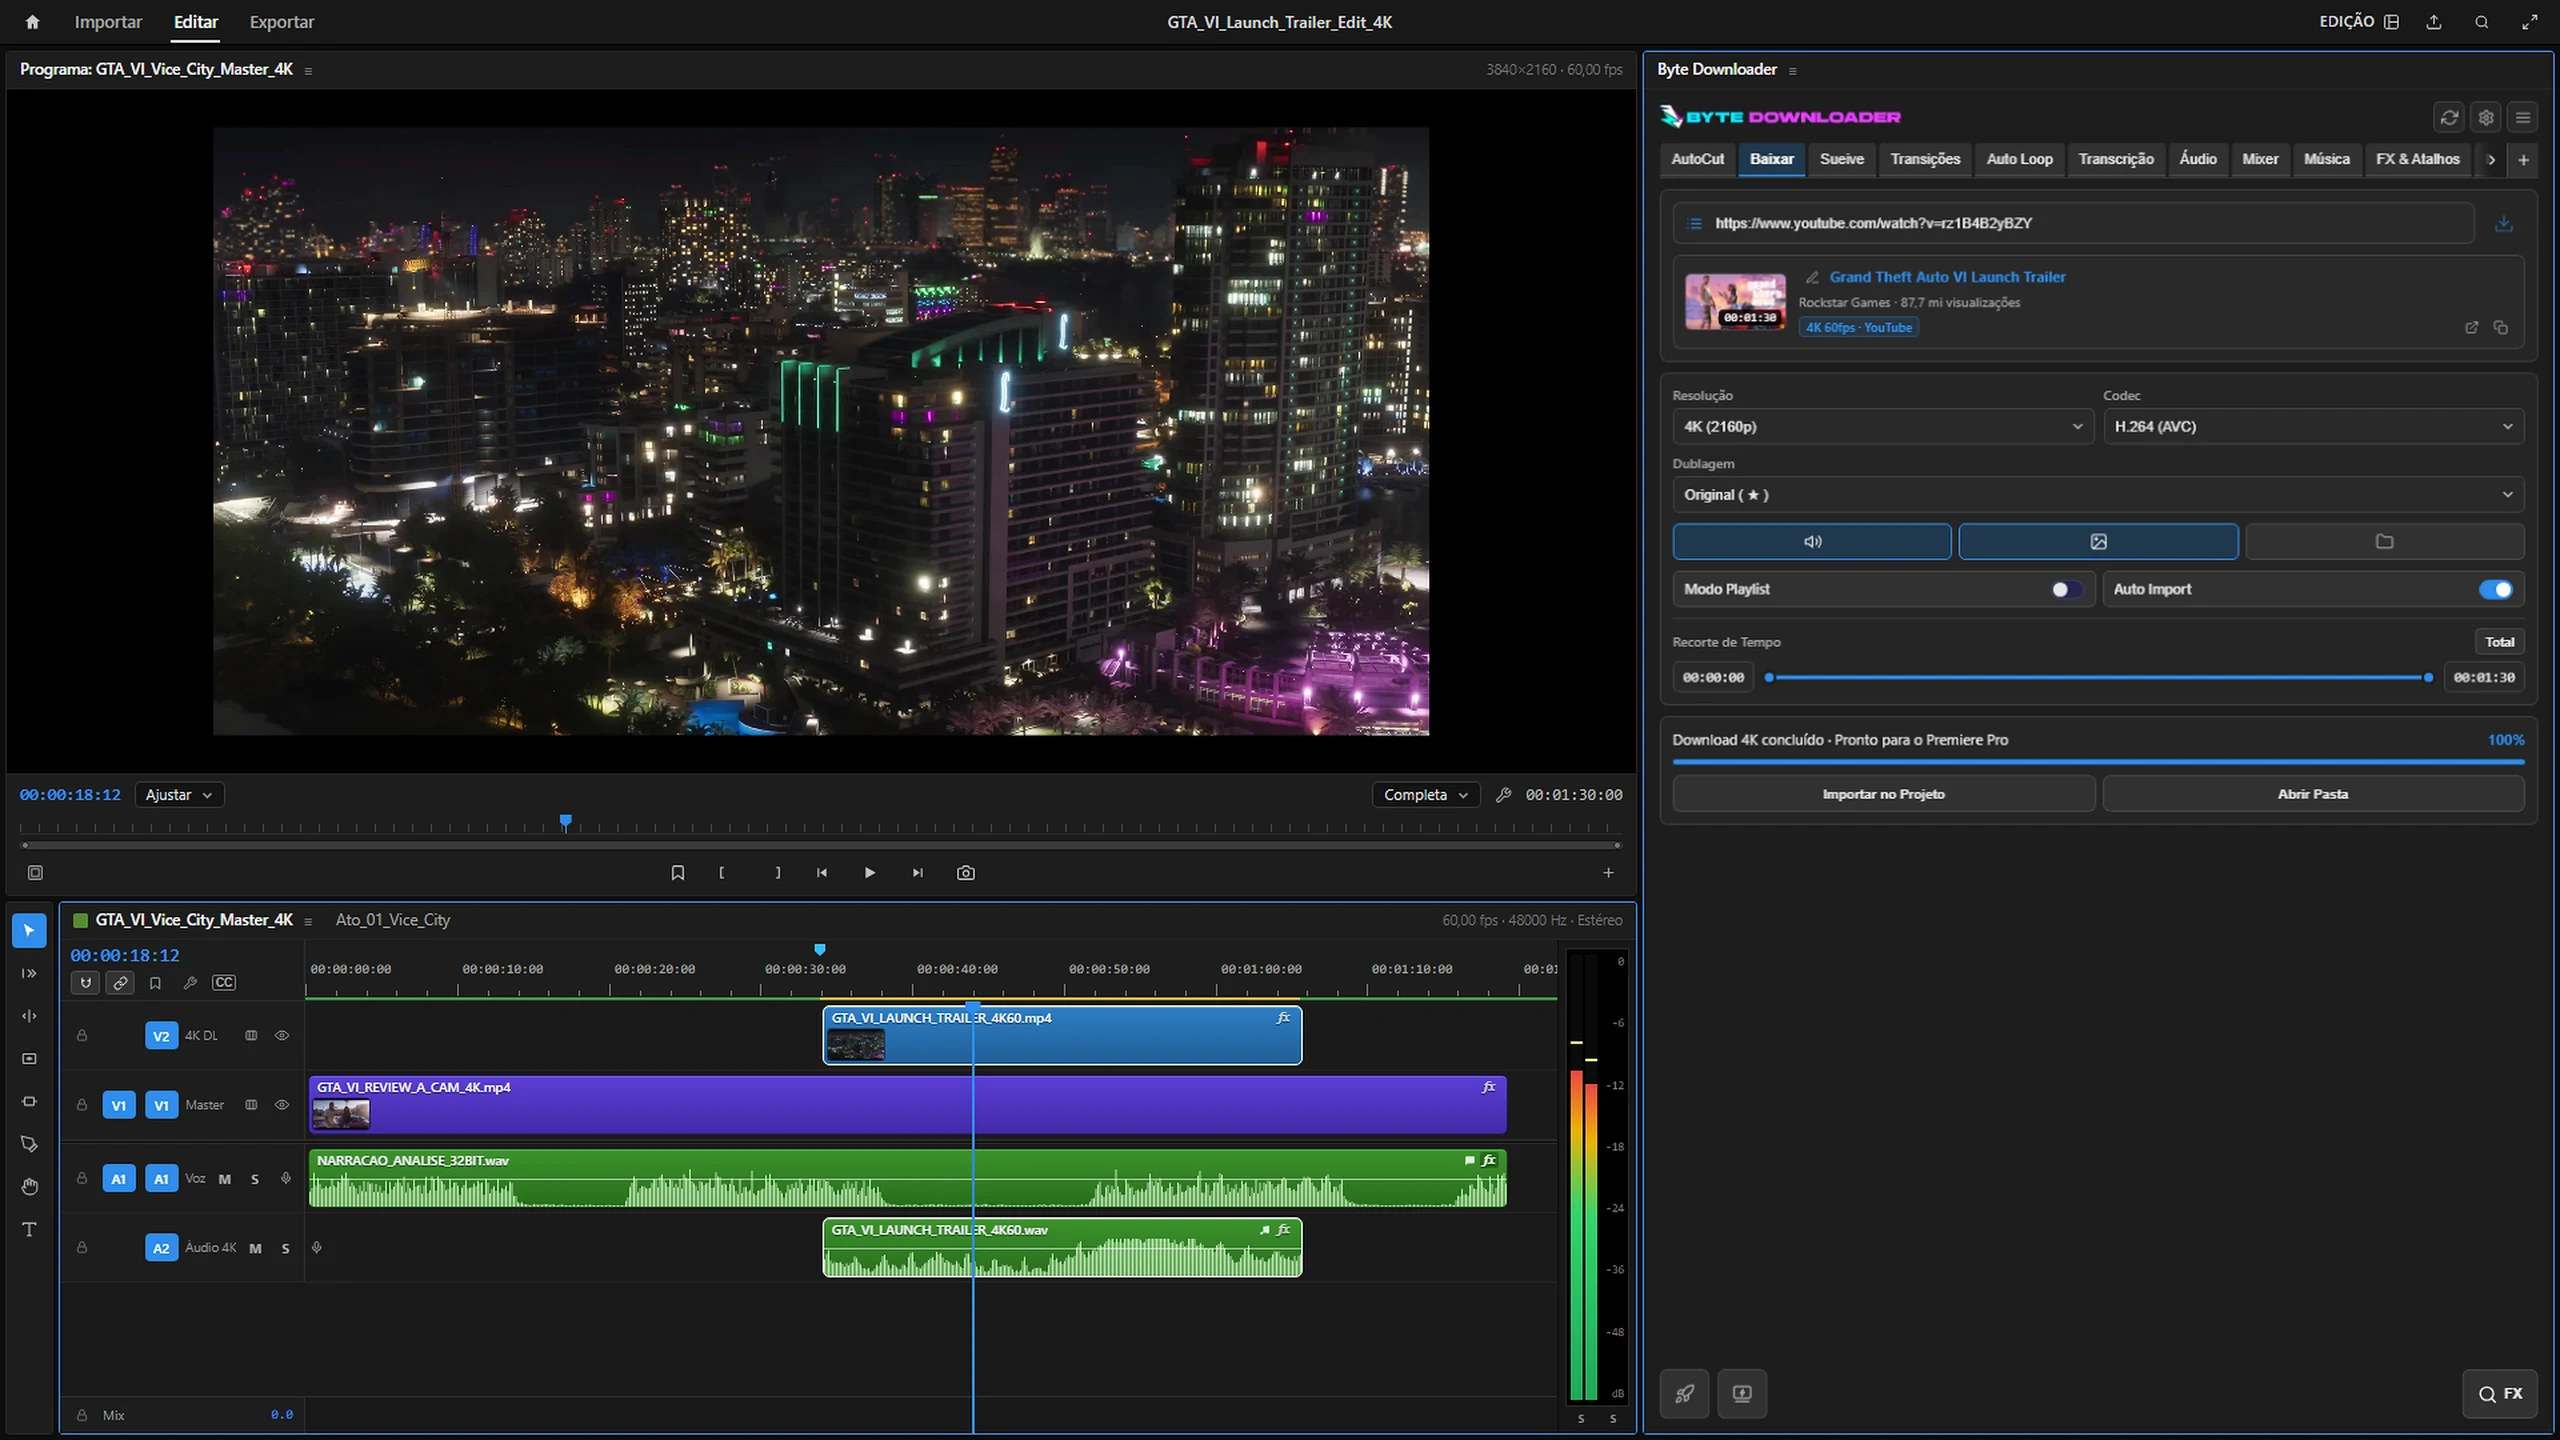 Importar Editar Exportar GTA_VI_Launch_Trailer_Edit_4K EDIÇÃO
Programa: GTA_VI_Vice_City_Master_4K 3840×2160 · 60,00 fps
00:00:18:12 Ajustar Completa 00:01:30:00
GTA_VI_Vice_City_Master_4K Ato_01_Vice_City 60,00 fps · 48000 Hz · Estéreo
00:00:18:12
00:00:00:00 00:00:10:00 00:00:20:00 00:00:30:00 00:00:40:00 00:00:50:00 00:01:00:00 00:01:10:00 00:01
CC
V2 4K DL GTA_VI_LAUNCH_TRAILER_4K60.mp4 fx
V1 V1 Master GTA_VI_REVIEW_A_CAM_4K.mp4 fx
A1 A1 Voz M S NARRACAO_ANALISE_32BIT.wav fx
A2 Áudio 4K M S GTA_VI_LAUNCH_TRAILER_4K60.wav fx
Mix 0.0
0
-6
-12
-18
-24
-36
-48
dB
S S
Byte Downloader
BYTE DOWNLOADER
AutoCut Baixar Sueive Transições Auto Loop Transcrição Áudio Mixer Música FX & Atalhos
https://www.youtube.com/watch?v=rz1B4B2yBZY
Grand Theft Auto VI Launch Trailer
Rockstar Games · 87,7 mi visualizações
00:01:30
4K 60fps · YouTube
Resolução Codec
4K (2160p) H.264 (AVC)
Dublagem
Original ( ★ )
Modo Playlist Auto Import
Recorte de Tempo Total
00:00:00 00:01:30
Download 4K concluído · Pronto para o Premiere Pro 100%
Importar no Projeto Abrir Pasta
FX